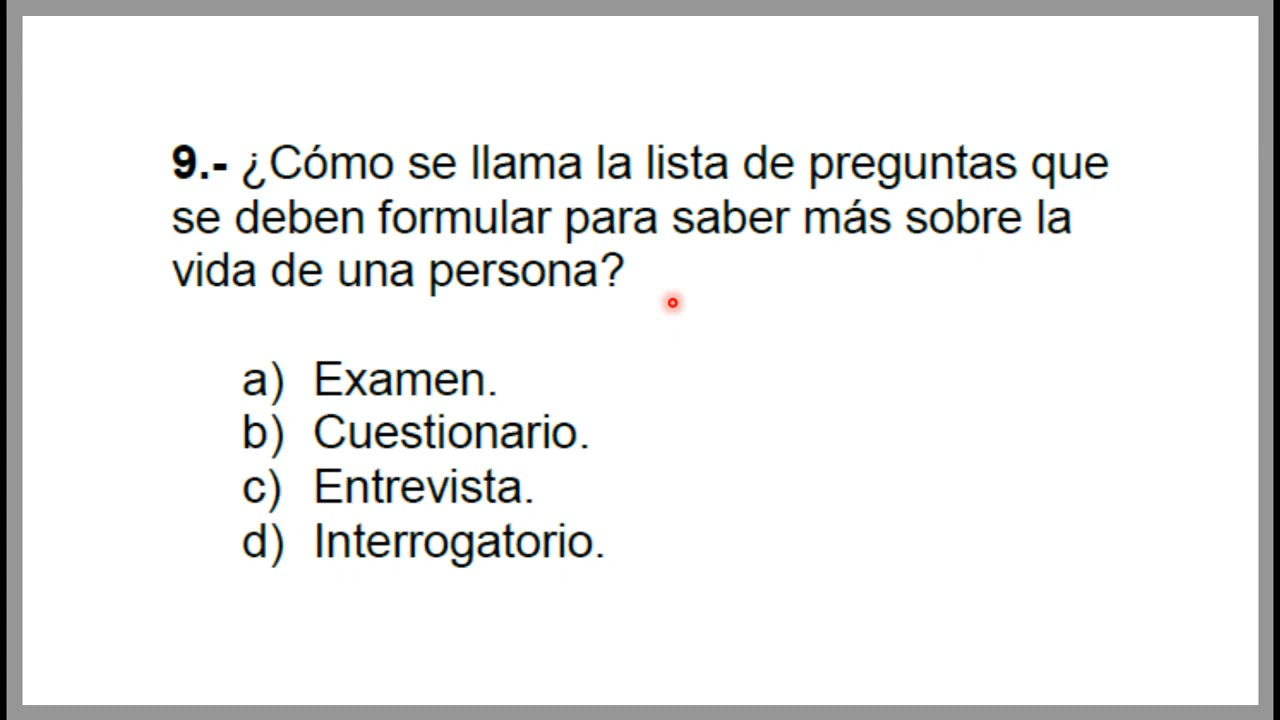 9.- ¿Cómo se llama la lista de preguntas que
se deben formular para saber más sobre la
vida de una persona?
a) Examen.
b) Cuestionario.
c) Entrevista.
d) Interrogatorio.